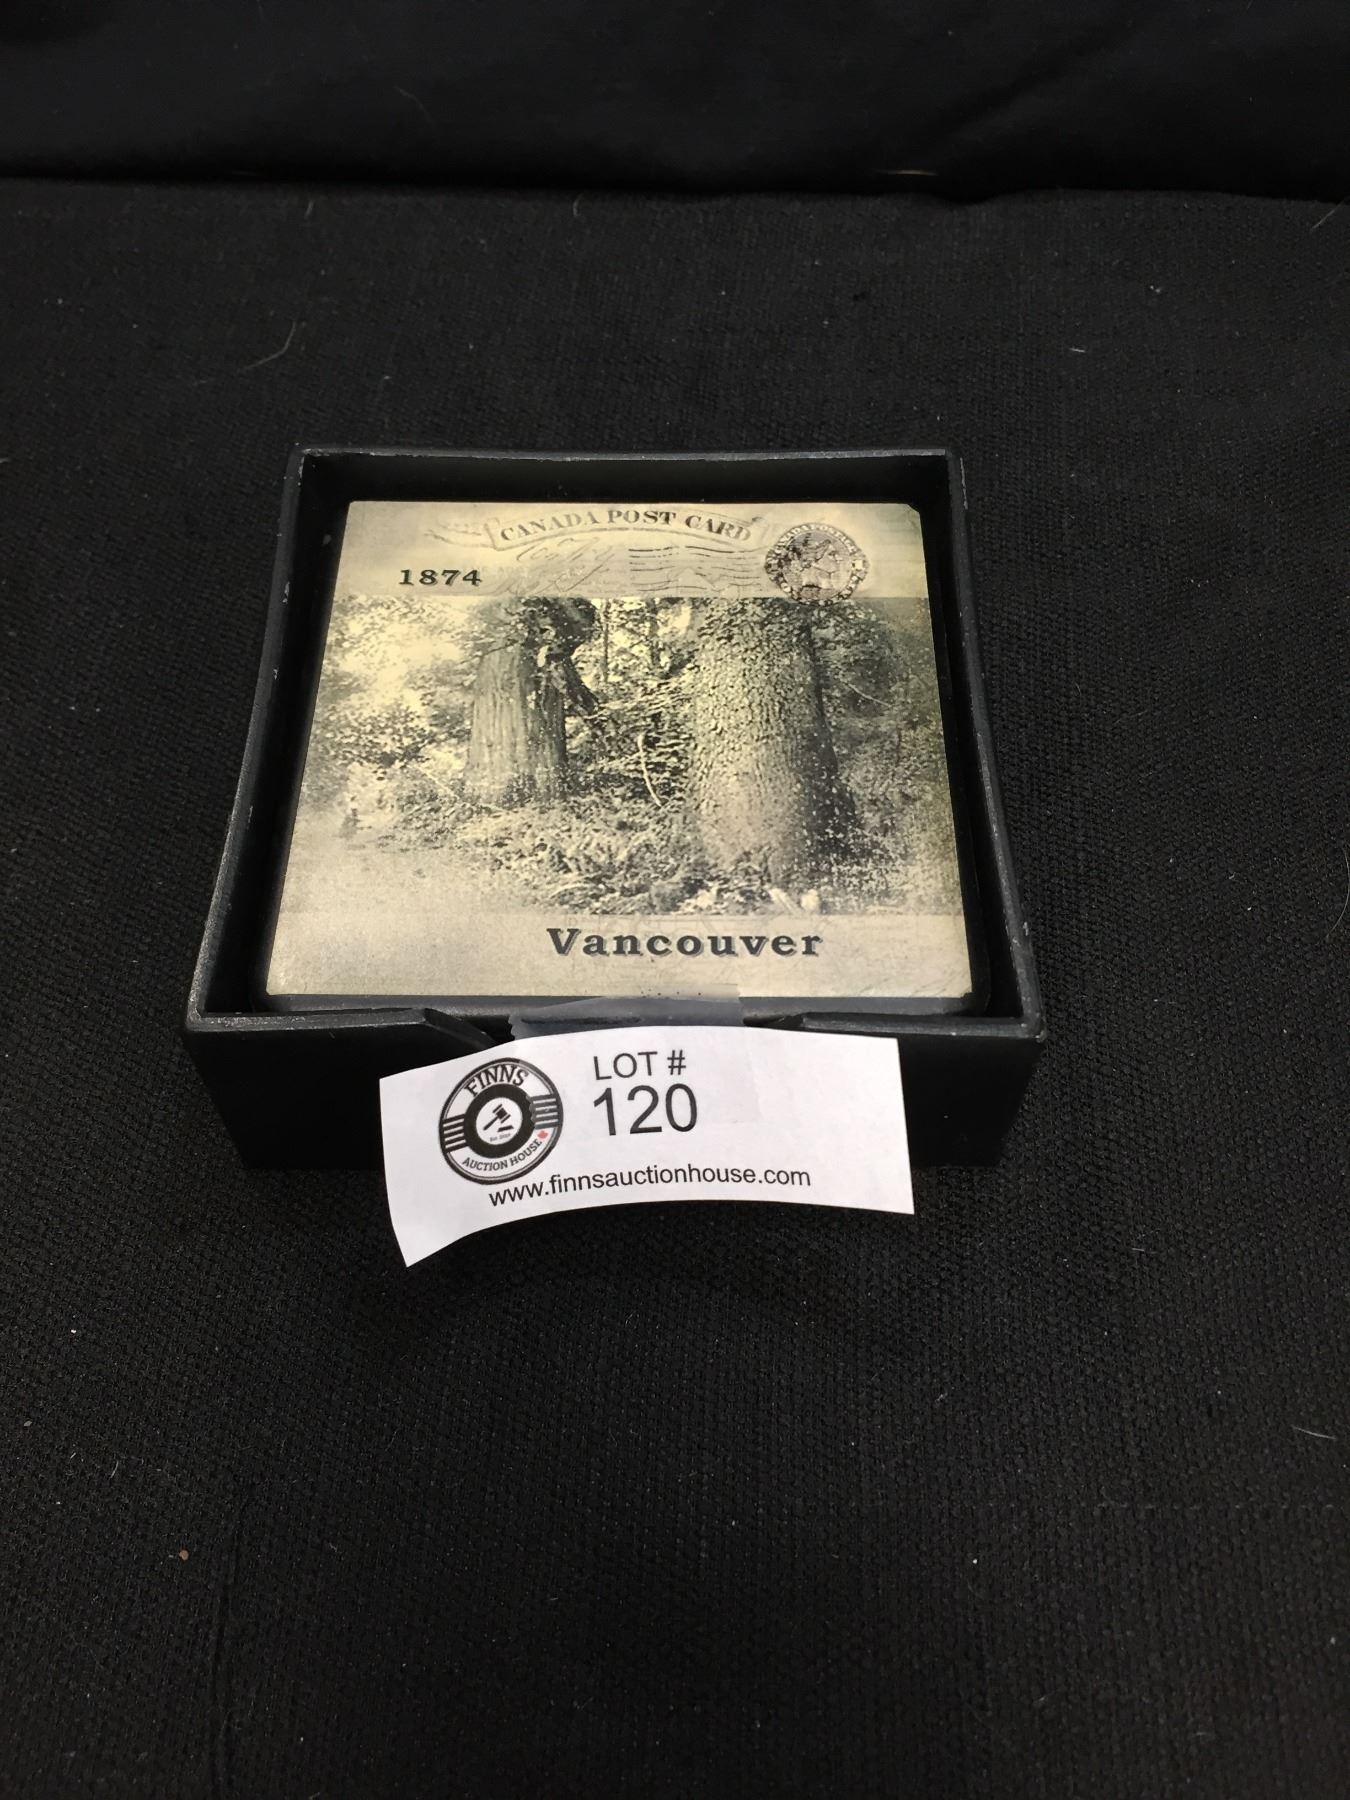 CANADA POST CARD
1874
Vancouver
FINNS
AUCTION HOUSE
LOT #
120
www.finnsauctionhouse.com